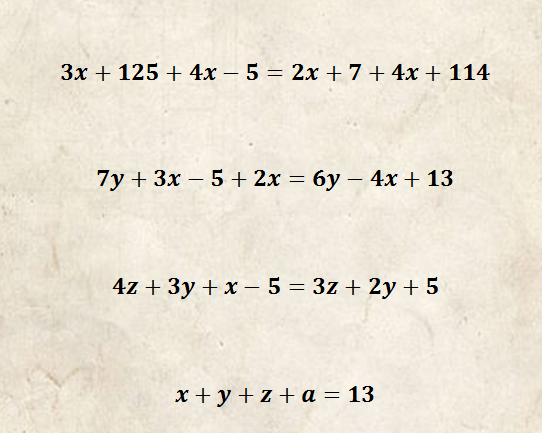 3x + 125 + 4x − 5 = 2x + 7 + 4x + 114
7y + 3x − 5 + 2x = 6y − 4x + 13
4z + 3y + x − 5 = 3z + 2y + 5
x + y + z + a = 13